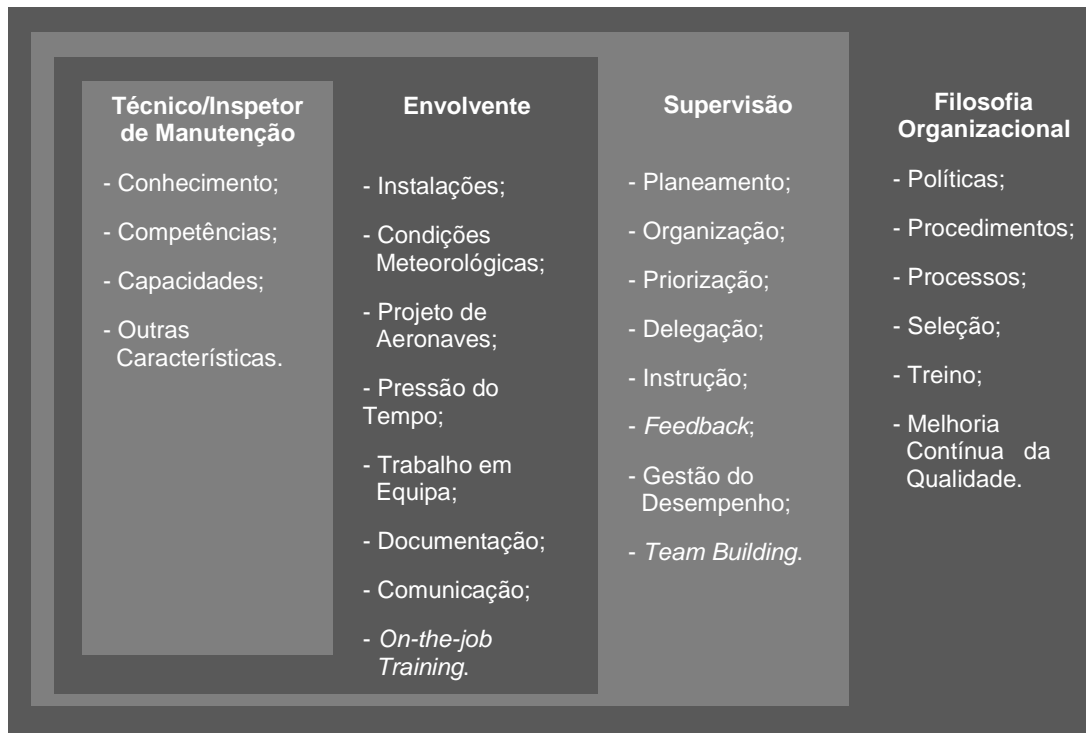 Técnico/Inspetor
de Manutenção
- Conhecimento;
- Competências;
- Capacidades;
- Outras
Características.
Envolvente
- Instalações;
- Condições
Meteorológicas;
- Projeto de
Aeronaves;
- Pressão do
Tempo;
- Trabalho em
Equipa;
- Documentação;
- Comunicação;
- On-the-job
Training.
Supervisão
- Planeamento;
- Organização;
- Priorização;
- Delegação;
- Instrução;
- Feedback;
- Gestão do
Desempenho;
- Team Building.
Filosofia
Organizacional
- Políticas;
- Procedimentos;
- Processos;
- Seleção;
- Treino;
- Melhoria
Contínua da
Qualidade.